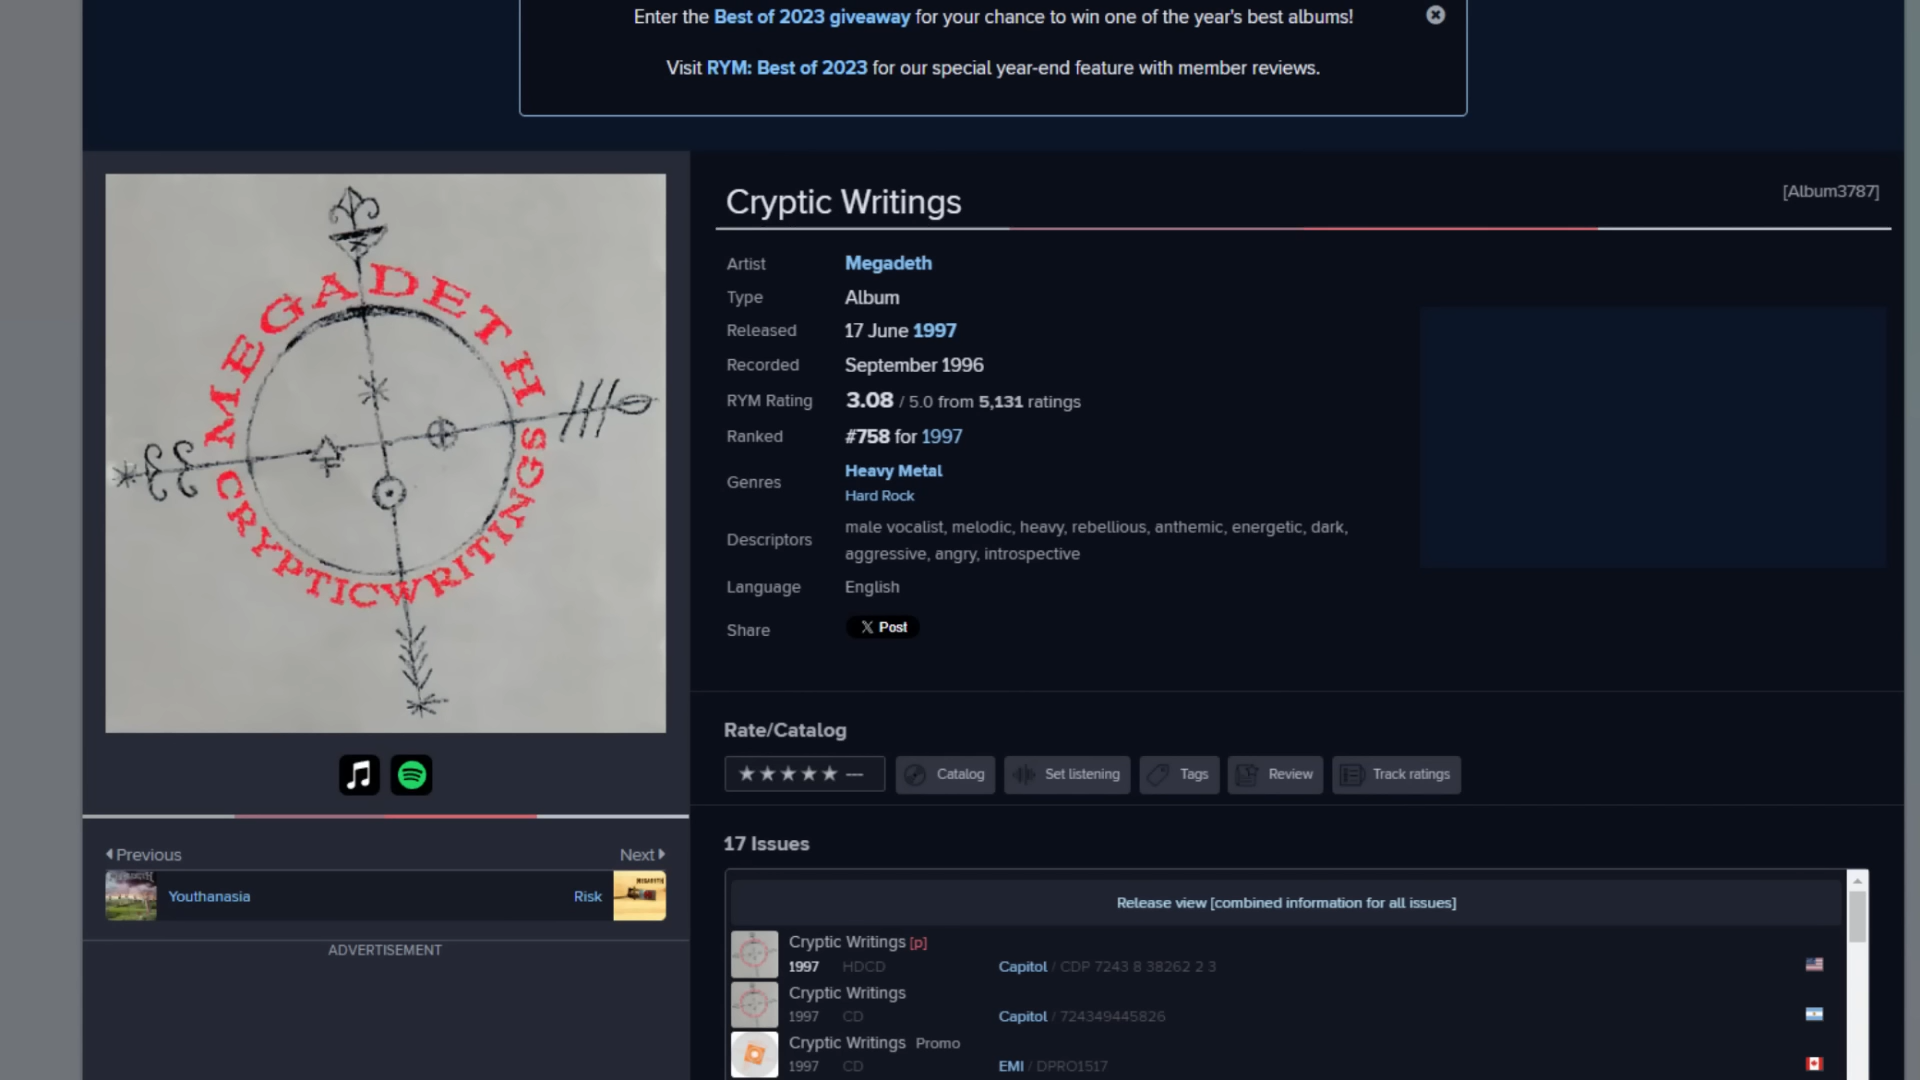 Enter the Best of 2023 giveaway for your chance to win one of the year's best albums!
Visit RYM: Best of 2023 for our special year-end feature with member reviews.
MEGADETH
CRYPTICWRITINGS
Cryptic Writings
[Album3787]
Artist Megadeth
Type Album
Released 17 June 1997
Recorded September 1996
RYM Rating 3.08 / 5.0 from 5,131 ratings
Ranked #758 for 1997
Genres Heavy Metal
Hard Rock
Descriptors male vocalist, melodic, heavy, rebellious, anthemic, energetic, dark,
aggressive, angry, introspective
Language English
Share X Post
Rate/Catalog
Catalog Set listening Tags Review Track ratings
Previous Next
Youthanasia Risk
ADVERTISEMENT
17 Issues
Release view [combined information for all issues]
Cryptic Writings [p]
1997 HDCD Capitol / CDP 7243 8 38262 2 3
Cryptic Writings
1997 CD Capitol / 724349445826
Cryptic Writings Promo
1997 CD EMI / DPRO1517